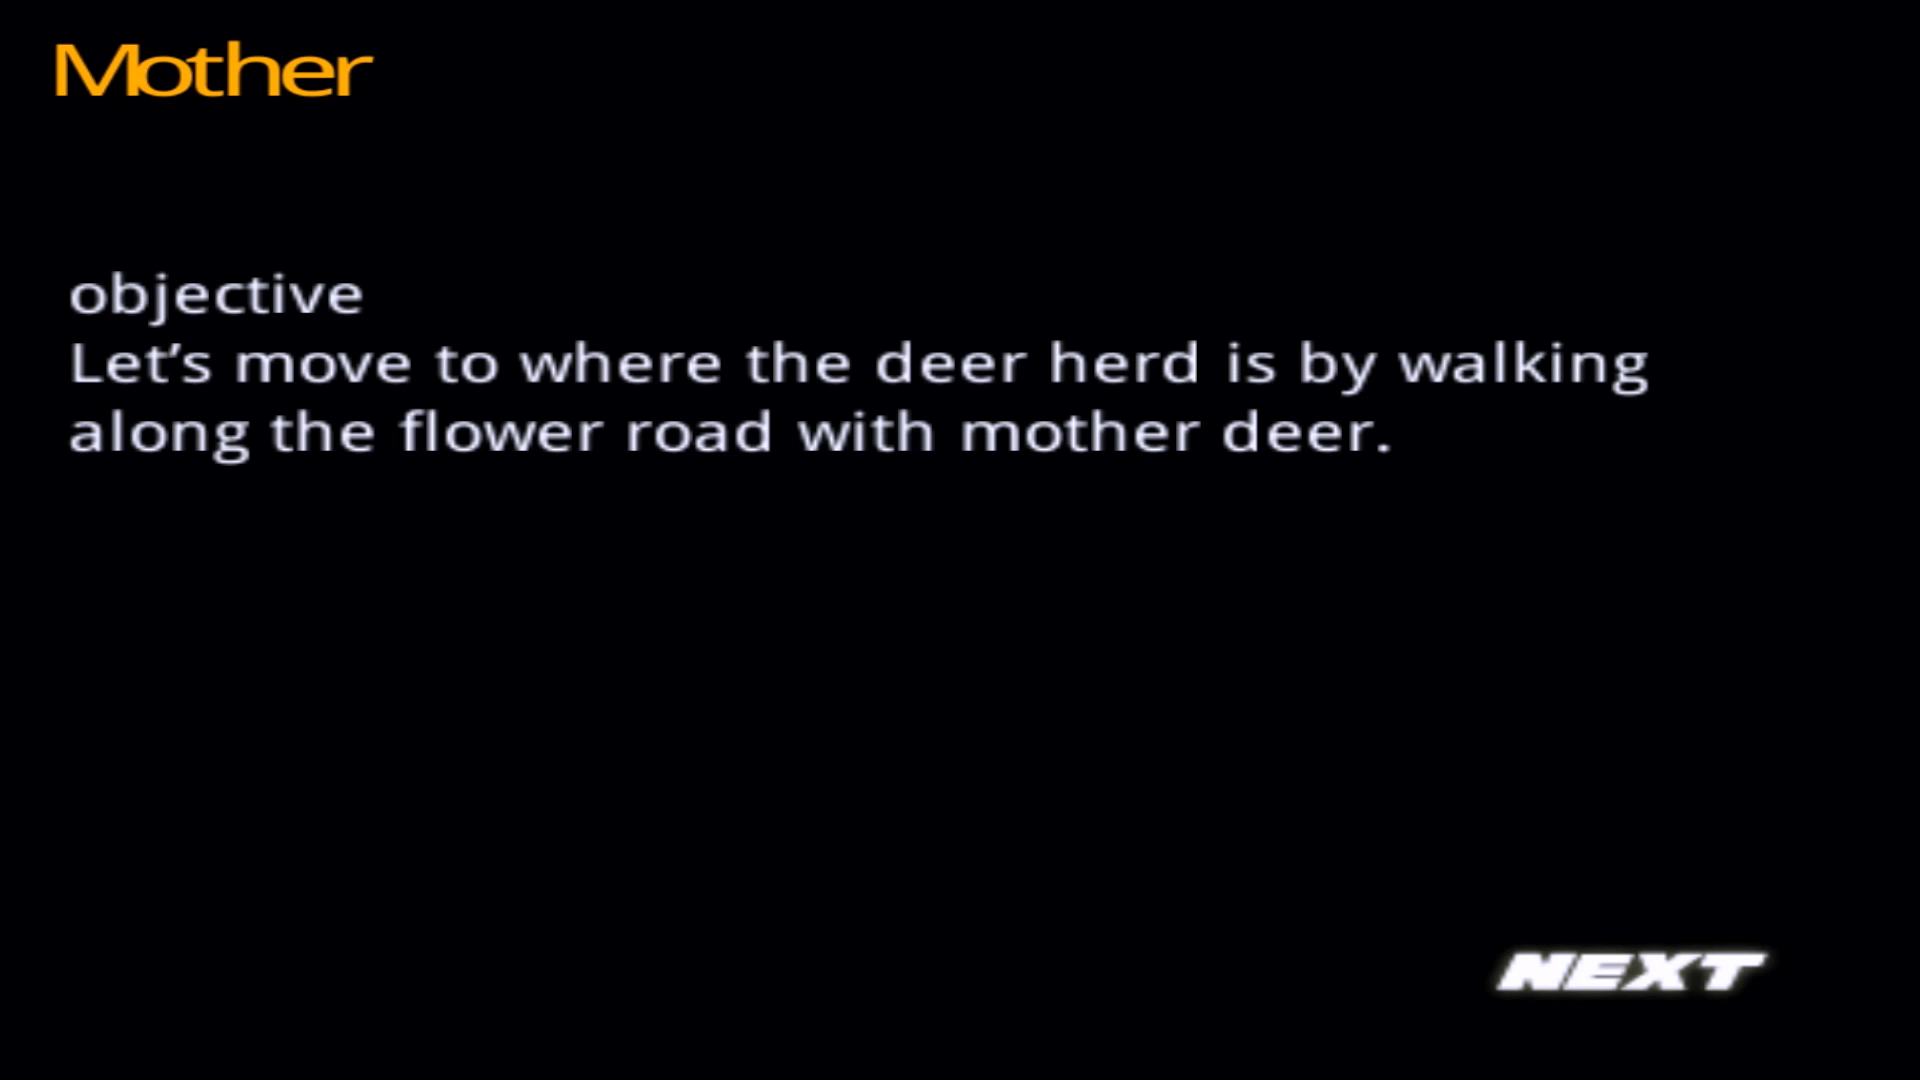 Mother
objective
Let's move to where the deer herd is by walking
along the flower road with mother deer.
NEXT